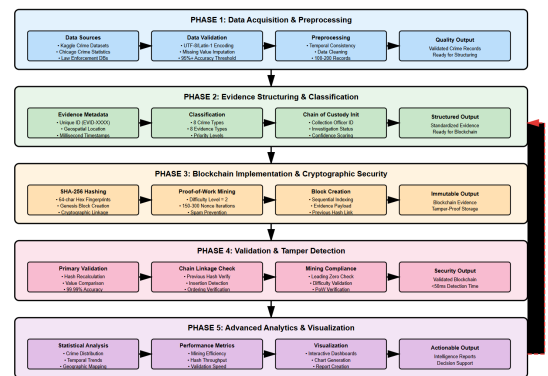 PHASE 1: Data Acquisition & Preprocessing
Data Sources
• Kaggle Crime Datasets
• Chicago Crime Statistics
• Law Enforcement DBs
Data Validation
• UTF-8/Latin-1 Encoding
• Missing Value Imputation
• 95%+ Accuracy Threshold
Preprocessing
• Temporal Consistency
• Data Cleaning
• 100-200 Records
Quality Output
Validated Crime Records
Ready for Structuring
PHASE 2: Evidence Structuring & Classification
Evidence Metadata
• Unique ID (EVID-XXXX)
• Geospatial Location
• Millisecond Timestamps
Classification
• 8 Crime Types
• 8 Evidence Types
• Priority Levels
Chain of Custody Init
• Collection Officer ID
• Investigation Status
• Confidence Scoring
Structured Output
Standardized Evidence
Ready for Blockchain
PHASE 3: Blockchain Implementation & Cryptographic Security
SHA-256 Hashing
• 64-char Hex Fingerprints
• Genesis Block Creation
• Cryptographic Linkage
Proof-of-Work Mining
• Difficulty Level = 2
• 150-300 Nonce Iterations
• Spam Prevention
Block Creation
• Sequential Indexing
• Evidence Payload
• Previous Hash Link
Immutable Output
Blockchain Evidence
Tamper-Proof Storage
PHASE 4: Validation & Tamper Detection
Primary Validation
• Hash Recalculation
• Value Comparison
• 99.99% Accuracy
Chain Linkage Check
• Previous Hash Verify
• Insertion Detection
• Ordering Verification
Mining Compliance
• Leading Zero Check
• Difficulty Validation
• PoW Verification
Security Output
Validated Blockchain
<50ms Detection Time
PHASE 5: Advanced Analytics & Visualization
Statistical Analysis
• Crime Distribution
• Temporal Trends
• Geographic Mapping
Performance Metrics
• Mining Efficiency
• Hash Throughput
• Validation Speed
Visualization
• Interactive Dashboards
• Chart Generation
• Report Creation
Actionable Output
Intelligence Reports
Decision Support